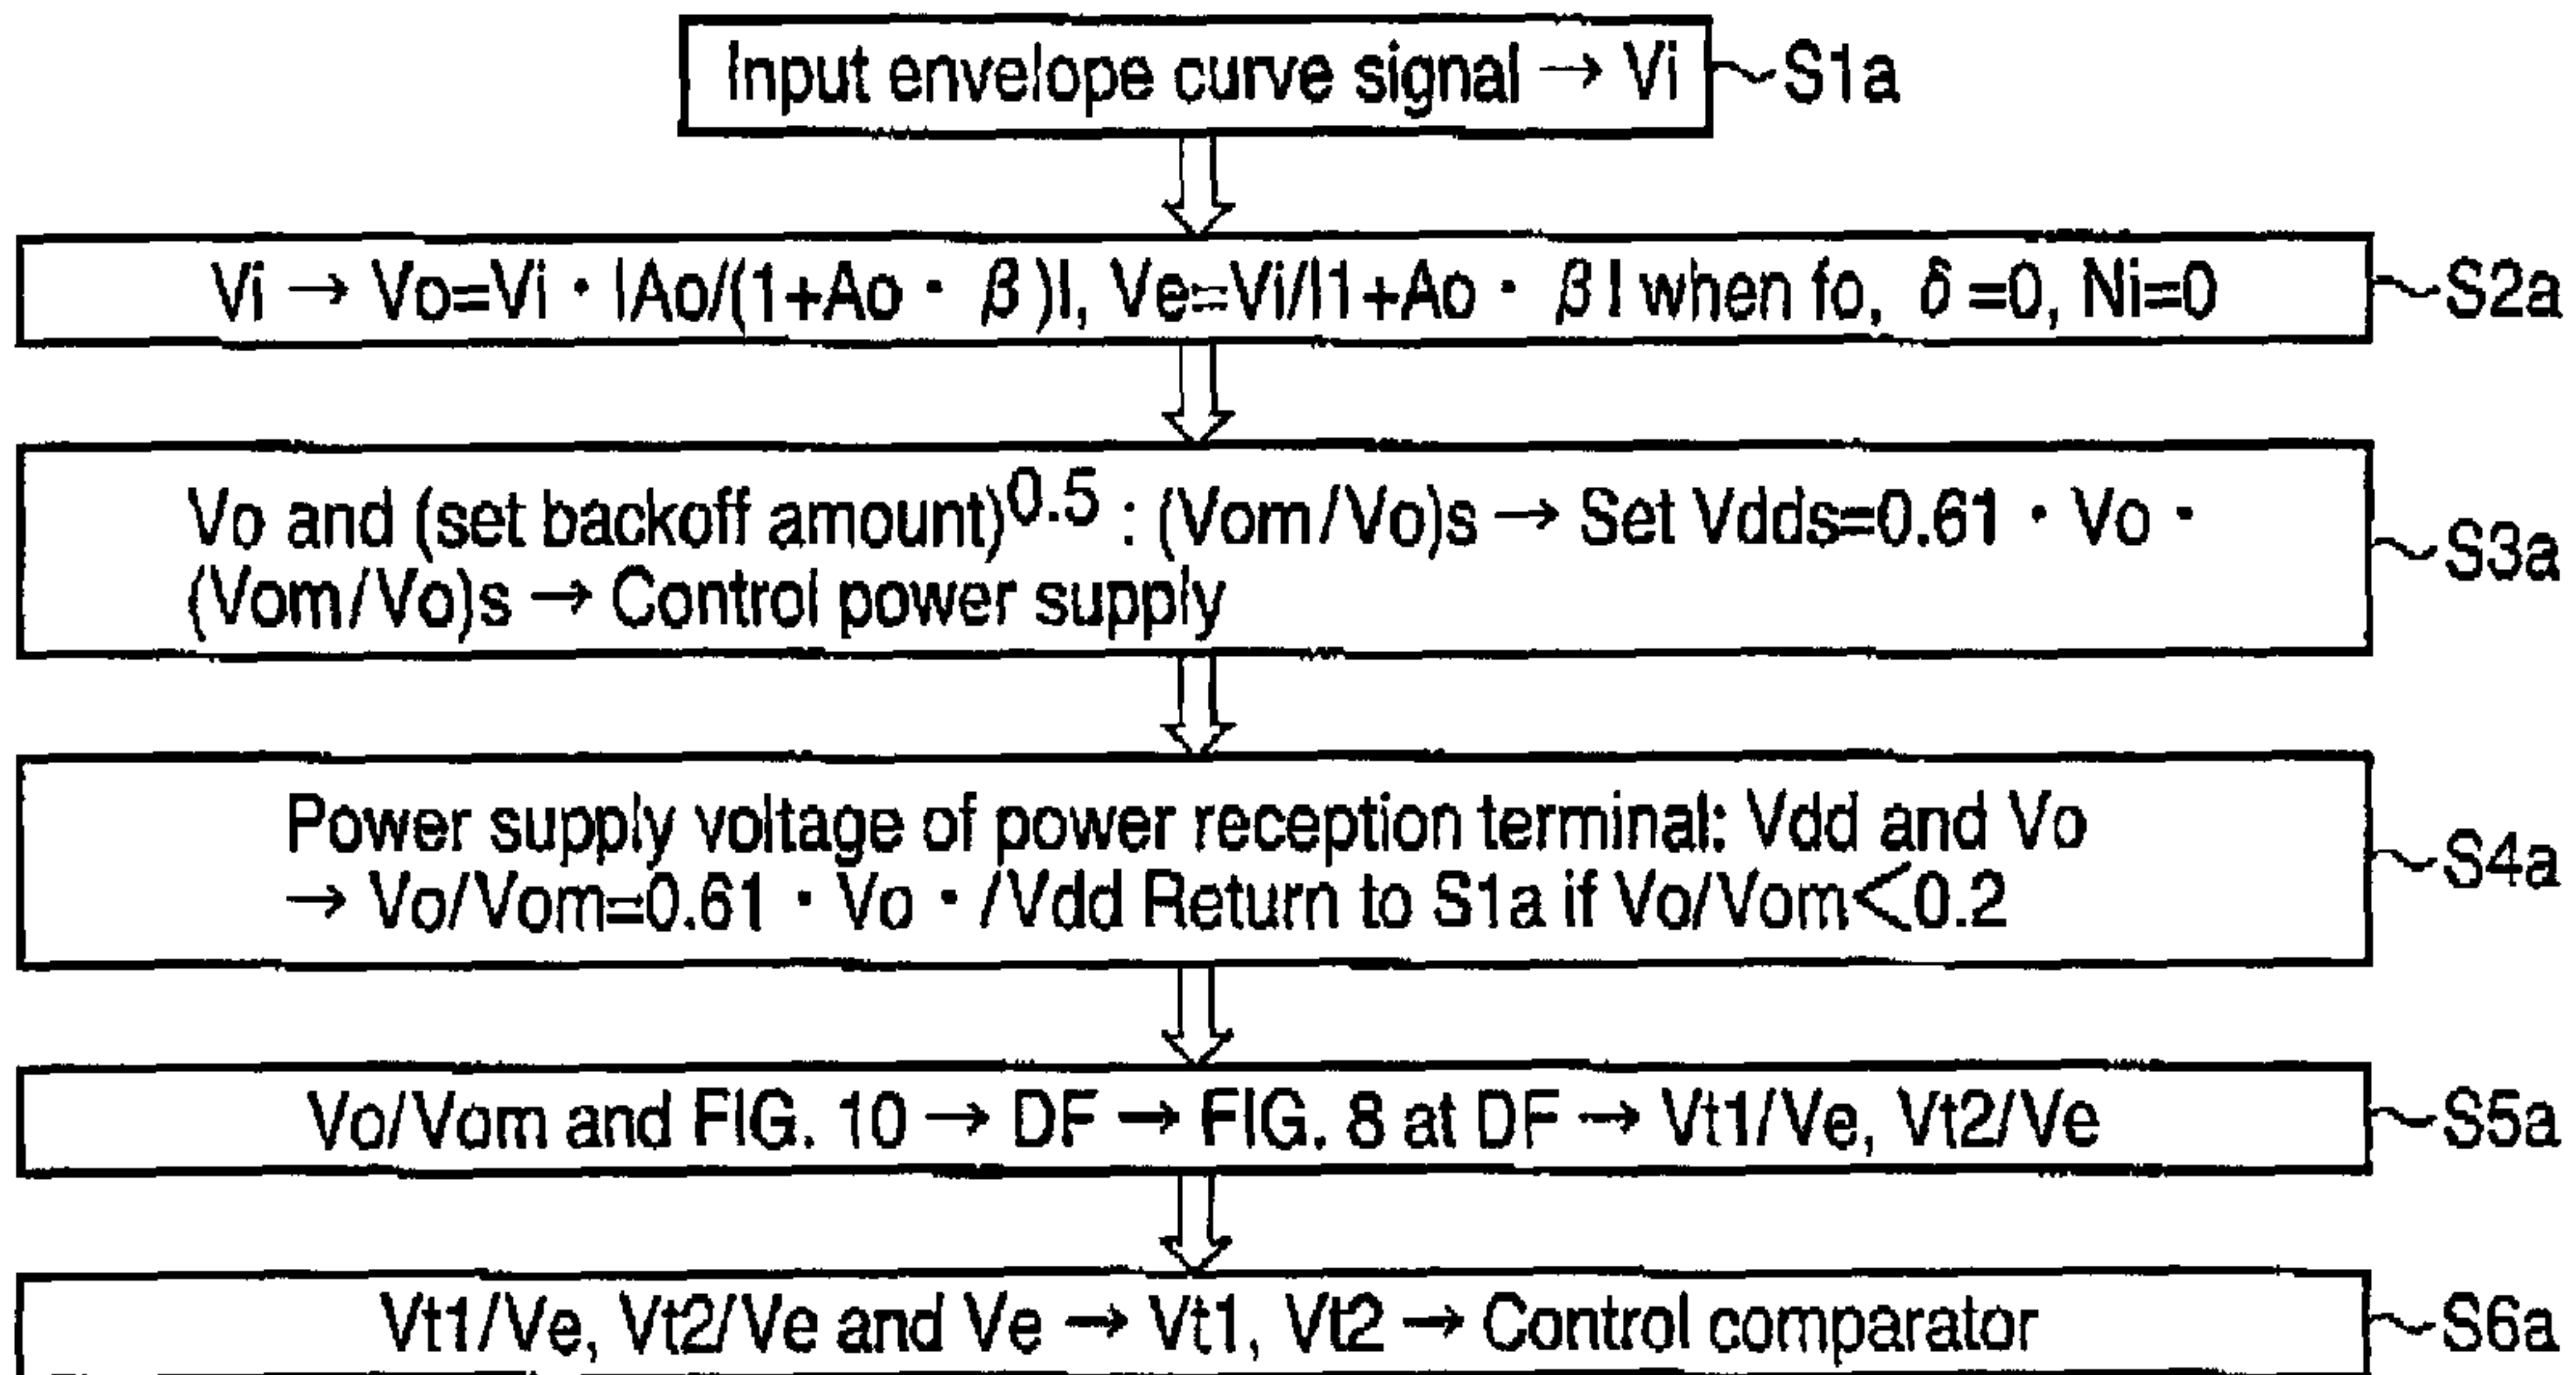 Input envelope curve signal → Vi ~S1a
Vi → Vo=Vi・|Ao/(1+Ao・β)|, Ve=Vi/|1+Ao・β| when fo, δ=0, Ni=0 ~S2a
Vo and (set backoff amount)^0.5 : (Vom/Vo)s → Set Vdds=0.61・Vo・
(Vom/Vo)s → Control power supply
~S3a
Power supply voltage of power reception terminal: Vdd and Vo
→ Vo/Vom=0.61・Vo・/Vdd Return to S1a if Vo/Vom<0.2
~S4a
Vo/Vom and FIG. 10 → DF → FIG. 8 at DF → Vt1/Ve, Vt2/Ve ~S5a
Vt1/Ve, Vt2/Ve and Ve → Vt1, Vt2 → Control comparator ~S6a